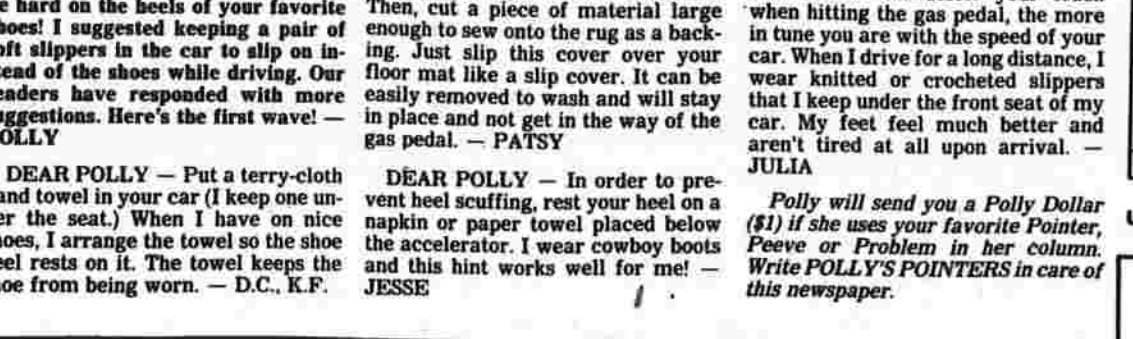 hard on the heels of your favorite
I suggested keeping a pair of
slippers in the car to slip on in-
of the shoes while driving. Our
have responded with more
Here's the first wave! —
OLLY
DEAR POLLY — Put a terry-cloth
and towel in your car (I keep one un-
er the seat.) When I have on nice
oes, I arrange the towel so the shoe
eel rests on it. The towel keeps the
oe from being worn. — D.C., K.F.
Then, cut a piece of material large
enough to sew onto the rug as a back-
ing. Just slip this cover over your
floor mat like a slip cover. It can be
easily removed to wash and will stay
in place and not get in the way of the
gas pedal. — PATSY
DEAR POLLY — In order to pre-
vent heel scuffing, rest your heel on a
napkin or paper towel placed below
the accelerator. I wear cowboy boots
and this hint works well for me! —
JESSE
when hitting the gas pedal, the more
in tune you are with the speed of your
car. When I drive for a long distance, I
wear knitted or crocheted slippers
that I keep under the front seat of my
car. My feet feel much better and
aren't tired at all upon arrival. —
JULIA
Polly will send you a Polly Dollar
($1) if she uses your favorite Pointer,
Peeve or Problem in her column.
Write POLLY'S POINTERS in care of
this newspaper.